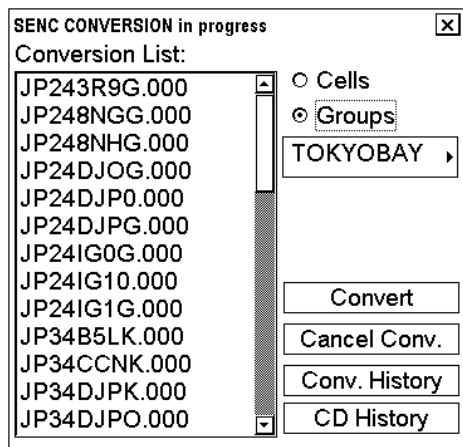 SENC CONVERSION in progress
Conversion List:
JP243R9G.000
JP248NGG.000
JP248NHG.000
JP24DJOG.000
JP24DJP0.000
JP24DJPG.000
JP24IG0G.000
JP24IG10.000
JP24IG1G.000
JP34B5LK.000
JP34CCNK.000
JP34DJPK.000
JP34DJPO.000
Cells
Groups
TOKYOBAY
Convert
Cancel Conv.
Conv. History
CD History